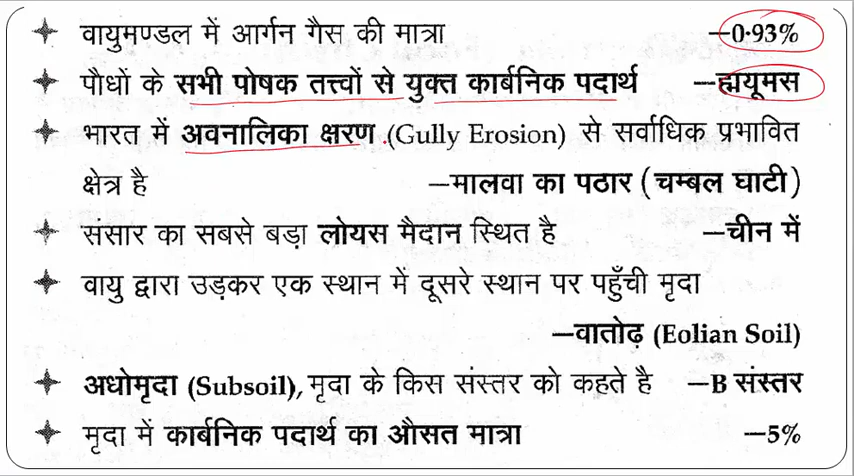 वायुमण्डल में आर्गन गैस की मात्रा —0·93%
पौधों के सभी पोषक तत्त्वों से युक्त कार्बनिक पदार्थ —ह्मयूमस
भारत में अवनालिका क्षरण (Gully Erosion) से सर्वाधिक प्रभावित
क्षेत्र है —मालवा का पठार (चम्बल घाटी)
संसार का सबसे बड़ा लोयस मैदान स्थित है —चीन में
वायु द्वारा उड़कर एक स्थान में दूसरे स्थान पर पहुँची मृदा
—वातोढ़ (Eolian Soil)
अधोमृदा (Subsoil), मृदा के किस संस्तर को कहते है —B संस्तर
मृदा में कार्बनिक पदार्थ का औसत मात्रा —5%